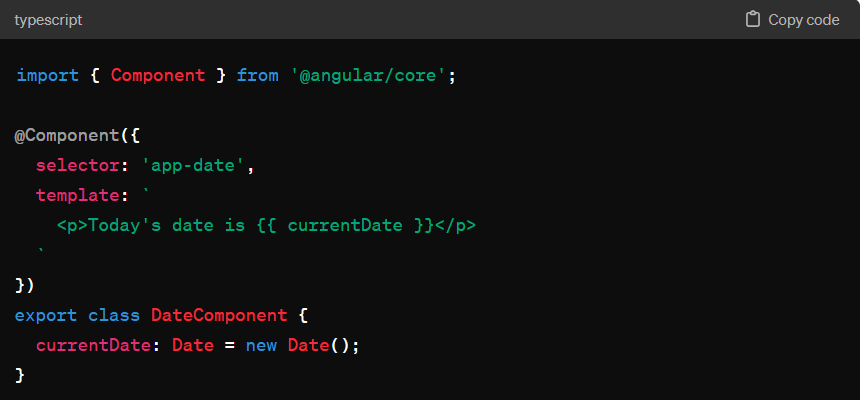 typescript
Copy code
import { Component } from '@angular/core';
@Component({
  selector: 'app-date',
  template: `
    <p>Today's date is {{ currentDate }}</p>
  `
})
export class DateComponent {
  currentDate: Date = new Date();
}